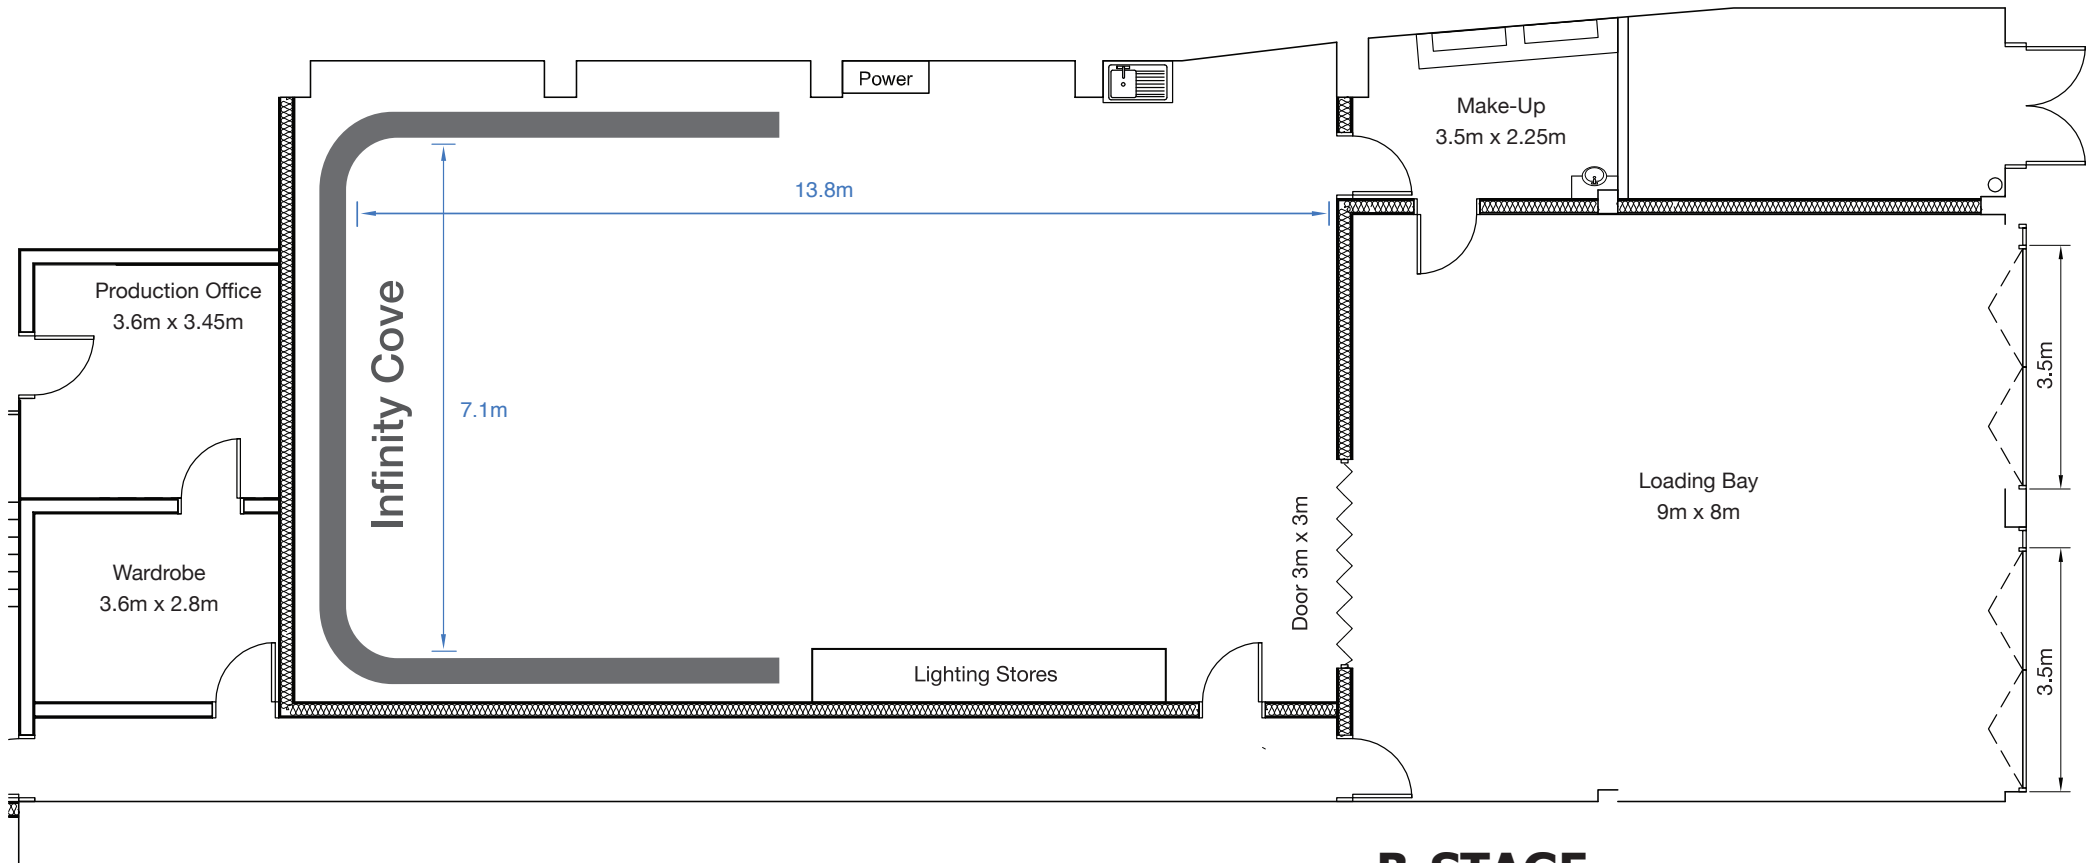 Power
Make-Up
3.5m x 2.25m
13.8m
Production Office
3.6m x 3.45m
Infinity Cove
7.1m
3.5m
Loading Bay
9m x 8m
Door 3m x 3m
Wardrobe
3.6m x 2.8m
Lighting Stores
3.5m
B-STAGE